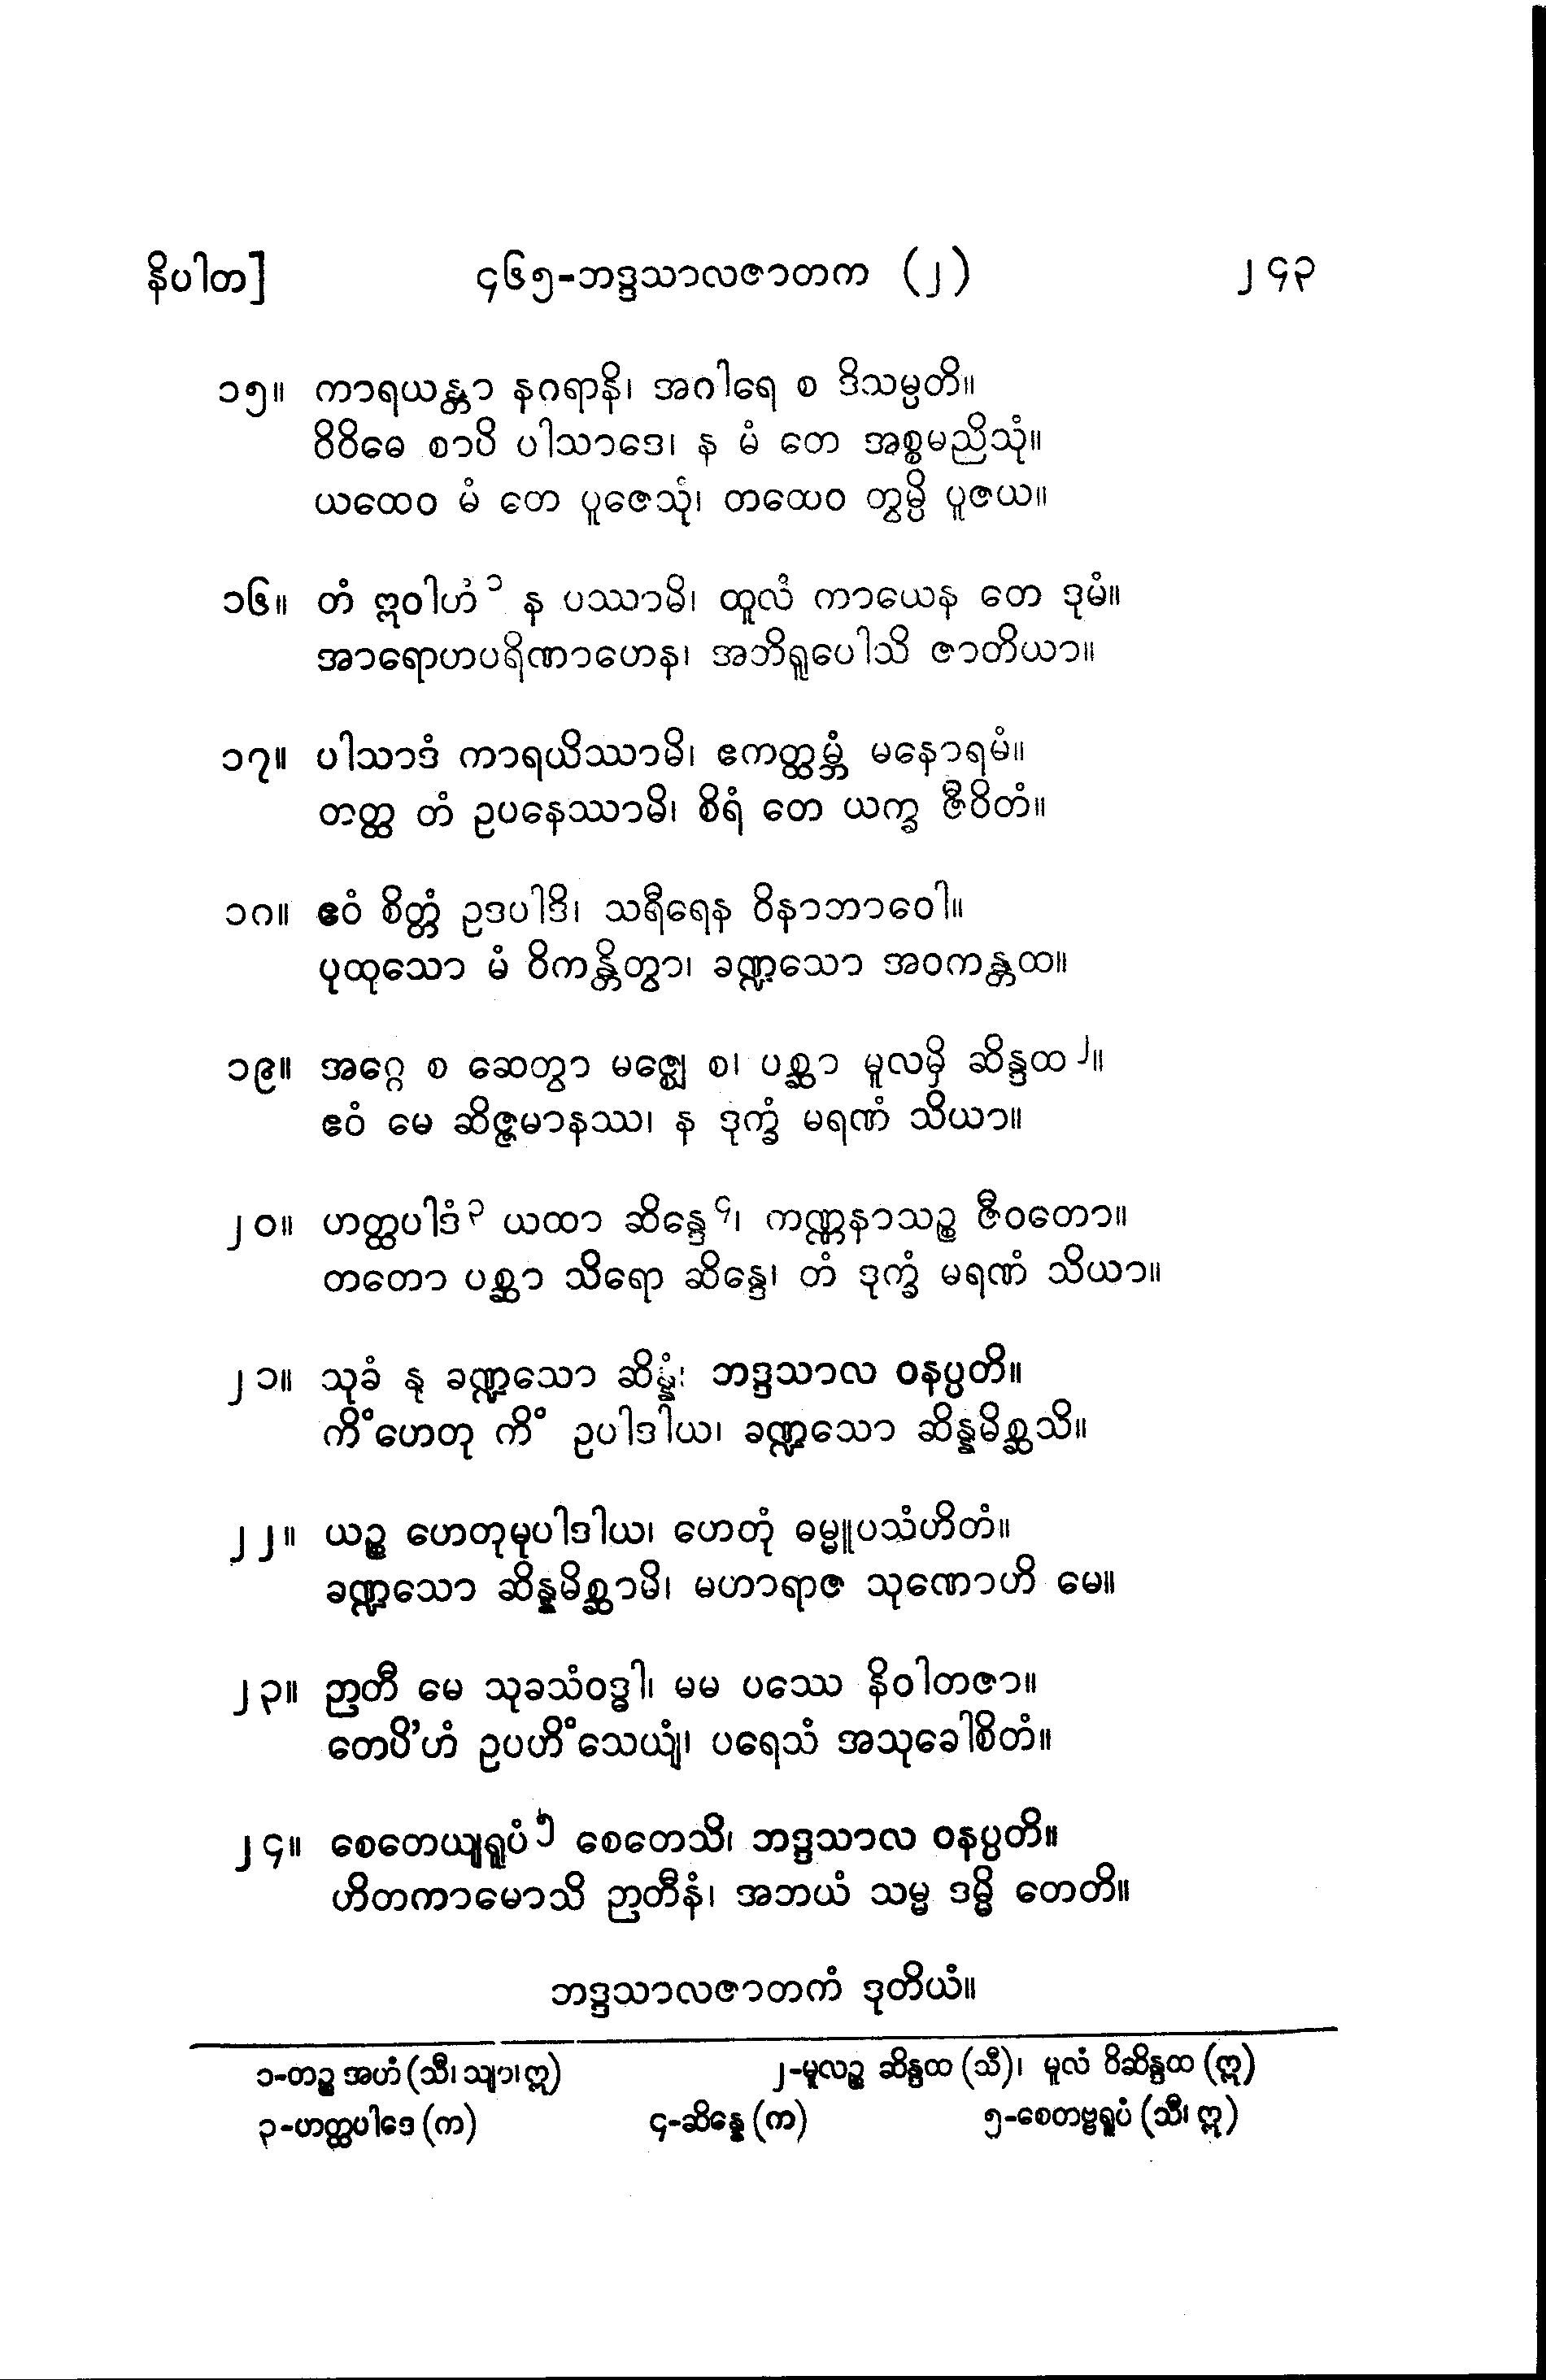 နိပါတ] ၄၆၅-ဘဒ္ဒသာလဇာတက (၂) ၂၄၃
၁၅။ ကာရယန္တာ နဂရာနိ၊ အဂါရေ စ ဒိသမ္ပတိ။
ဝိဝိဓေ စာပိ ပါသာဒေ၊ န မံ တေ အစ္စမညိသုံ။
ယထေဝ မံ တေ ပူဇေသုံ၊ တထေဝ တွမ္ပိ ပူဇယ။
၁၆။ တံ ဣဝါဟံ ၁ န ပဿာမိ၊ ထူလံ ကာယေန တေ ဒုမံ။
အာရောဟပရိဏာဟေန၊ အဘိရူပေါသိ ဇာတိယာ။
၁၇။ ပါသာဒံ ကာရယိဿာမိ၊ ဧကတ္ထမ္ဘံ မနောရမံ။
တတ္ထ တံ ဥပနေဿာမိ၊ စိရံ တေ ယက္ခ ဇီဝိတံ။
၁၈။ ဧဝံ စိတ္တံ ဥဒပါဒိ၊ သရီရေန ဝိနာဘာဝေါ။
ပုထုသော မံ ဝိကန္တိတွာ၊ ခဏ္ဍသော အဝကန္တထ။
၁၉။ အဂ္ဂေ စ ဆေတွာ မဇ္ဈေ စ၊ ပစ္ဆာ မူလမှိ ဆိန္ဒထ ၂။
ဧဝံ မေ ဆိဇ္ဇမာနဿ၊ န ဒုက္ခံ မရဏံ သိယာ။
၂၀။ ဟတ္ထပါဒံ ၃ ယထာ ဆိန္ဒေ ၄၊ ကဏ္ဏနာသဉ္စ ဇီဝတော။
တတော ပစ္ဆာ သိရော ဆိန္ဒေ၊ တံ ဒုက္ခံ မရဏံ သိယာ။
၂၁။ သုခံ နု ခဏ္ဍသော ဆိန္နံ၊ ဘဒ္ဒသာလ ဝနပ္ပတိ။
ကိံဟေတု ကိံ ဥပါဒါယ၊ ခဏ္ဍသော ဆိန္နမိစ္ဆသိ။
၂၂။ ယဉ္စ ဟေတုမုပါဒါယ၊ ဟေတုံ ဓမ္မူပသံဟိတံ။
ခဏ္ဍသော ဆိန္နမိစ္ဆာမိ၊ မဟာရာဇ သုဏောဟိ မေ။
၂၃။ ဉာတီ မေ သုခသံဝဒ္ဓါ၊ မမ ပဿေ နိဝါတဇာ။
တေပိ’ဟံ ဥပဟိံသေယျံ၊ ပရေသံ အသုခေါစိတံ။
၂၄။ စေတေယျရူပံ ၅ စေတေသိ၊ ဘဒ္ဒသာလ ဝနပ္ပတိ။
ဟိတကာမောသိ ဉာတီနံ၊ အဘယံ သမ္မ ဒမ္မိ တေတိ။
ဘဒ္ဒသာလဇာတကံ ဒုတိယံ။
၁-တဉ္စ အဟံ (သီ၊ သျာ၊ ဣ) ၂-မူလဉ္စ ဆိန္ဒထ (သီ)၊ မူလံ ဝိဆိန္ဒထ (ဣ)
၃-ဟတ္ထပါဒေ (က) ၄-ဆိန္နေ (က) ၅-စေတဗ္ဗရူပံ (သီ၊ ဣ)